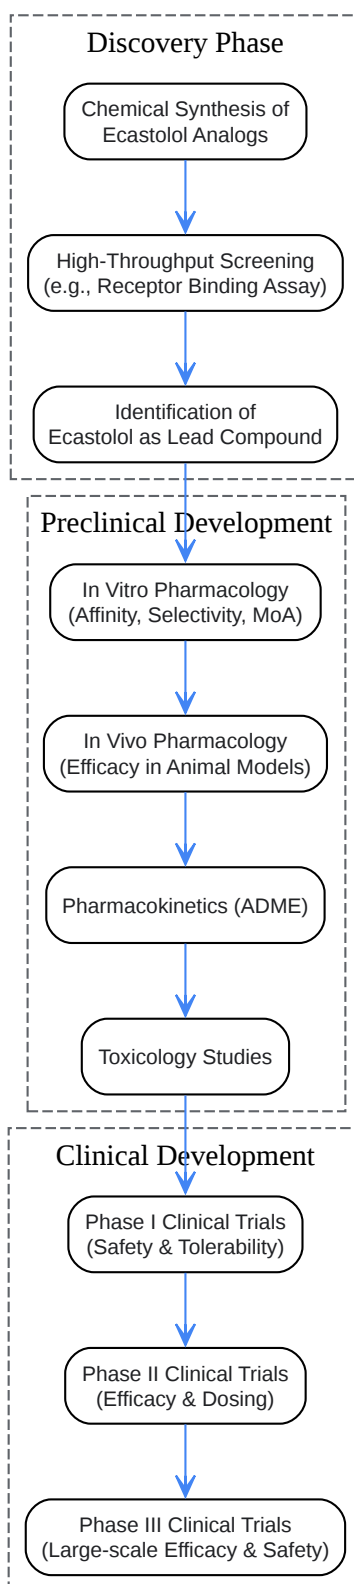 Discovery Phase
Chemical Synthesis of
Ecastolol Analogs
High-Throughput Screening
(e.g., Receptor Binding Assay)
Identification of
Ecastolol as Lead Compound
Preclinical Development
In Vitro Pharmacology
(Affinity, Selectivity, MoA)
In Vivo Pharmacology
(Efficacy in Animal Models)
Pharmacokinetics (ADME)
Toxicology Studies
Clinical Development
Phase I Clinical Trials
(Safety & Tolerability)
Phase II Clinical Trials
(Efficacy & Dosing)
Phase III Clinical Trials
(Large-scale Efficacy & Safety)